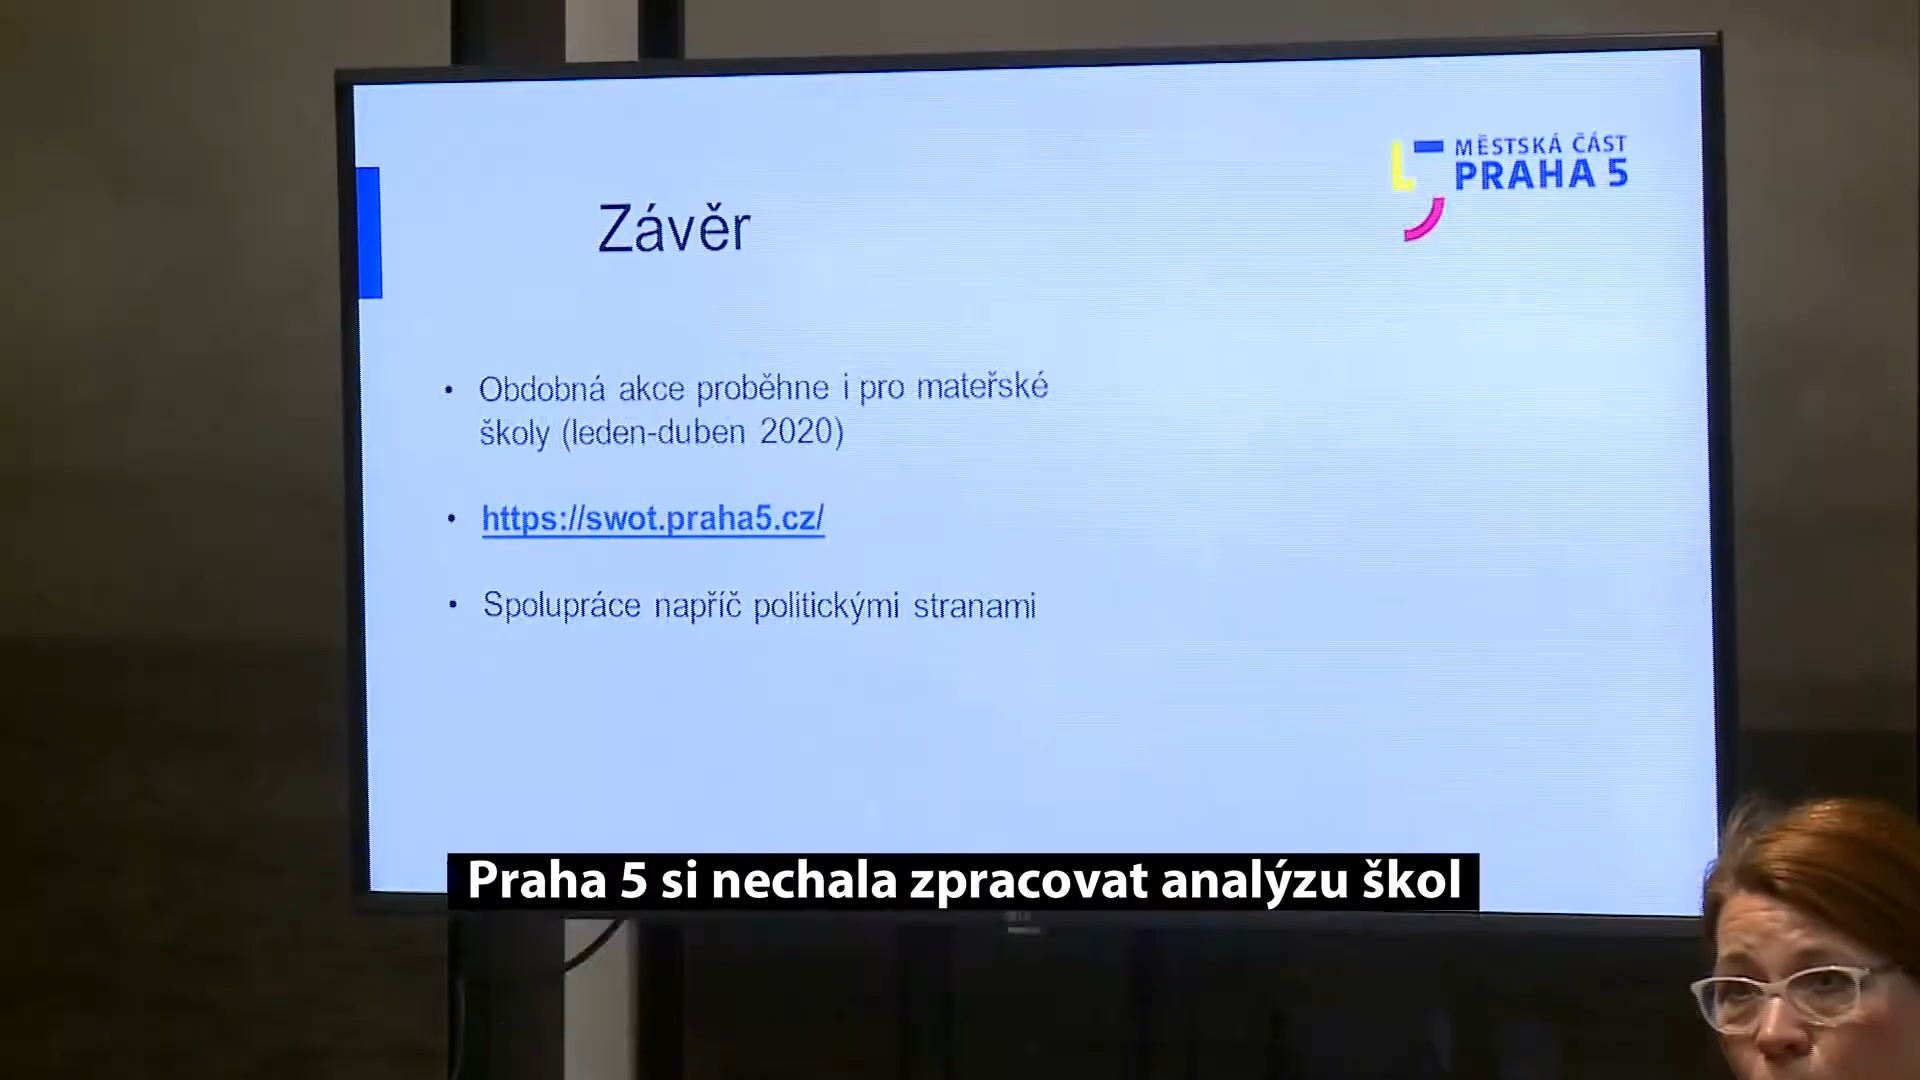 MĚSTSKÁ ČÁST
PRAHA 5
Závěr
• Obdobná akce proběhne i pro mateřské
školy (leden-duben 2020)
• https://swot.praha5.cz/
• Spolupráce napříč politickými stranami
Praha 5 si nechala zpracovat analýzu škol